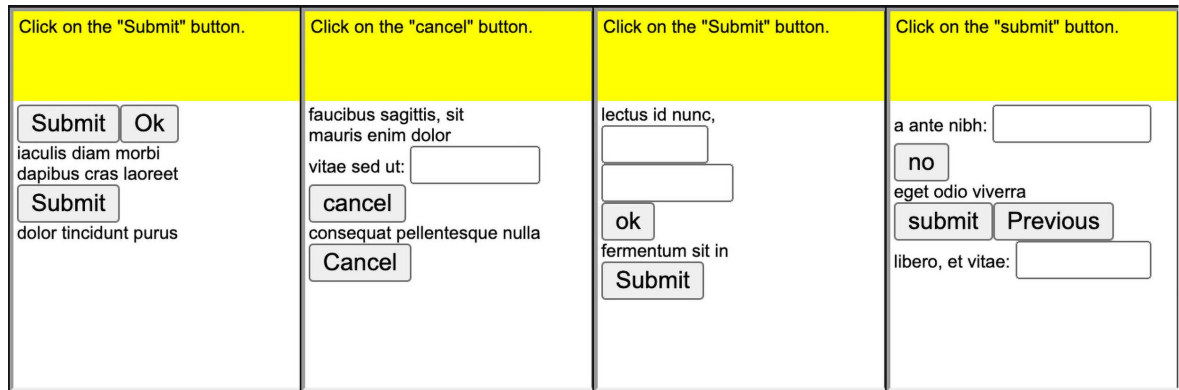 Click on the "Submit" button.
Submit Ok
iaculis diam morbi
dapibus cras laoreet
Submit
dolor tincidunt purus
Click on the "cancel" button.
faucibus sagittis, sit
mauris enim dolor
vitae sed ut:
cancel
consequat pellentesque nulla
Cancel
Click on the "Submit" button.
lectus id nunc,
ok
fermentum sit in
Submit
Click on the "submit" button.
a ante nibh:
no
eget odio viverra
submit Previous
libero, et vitae: